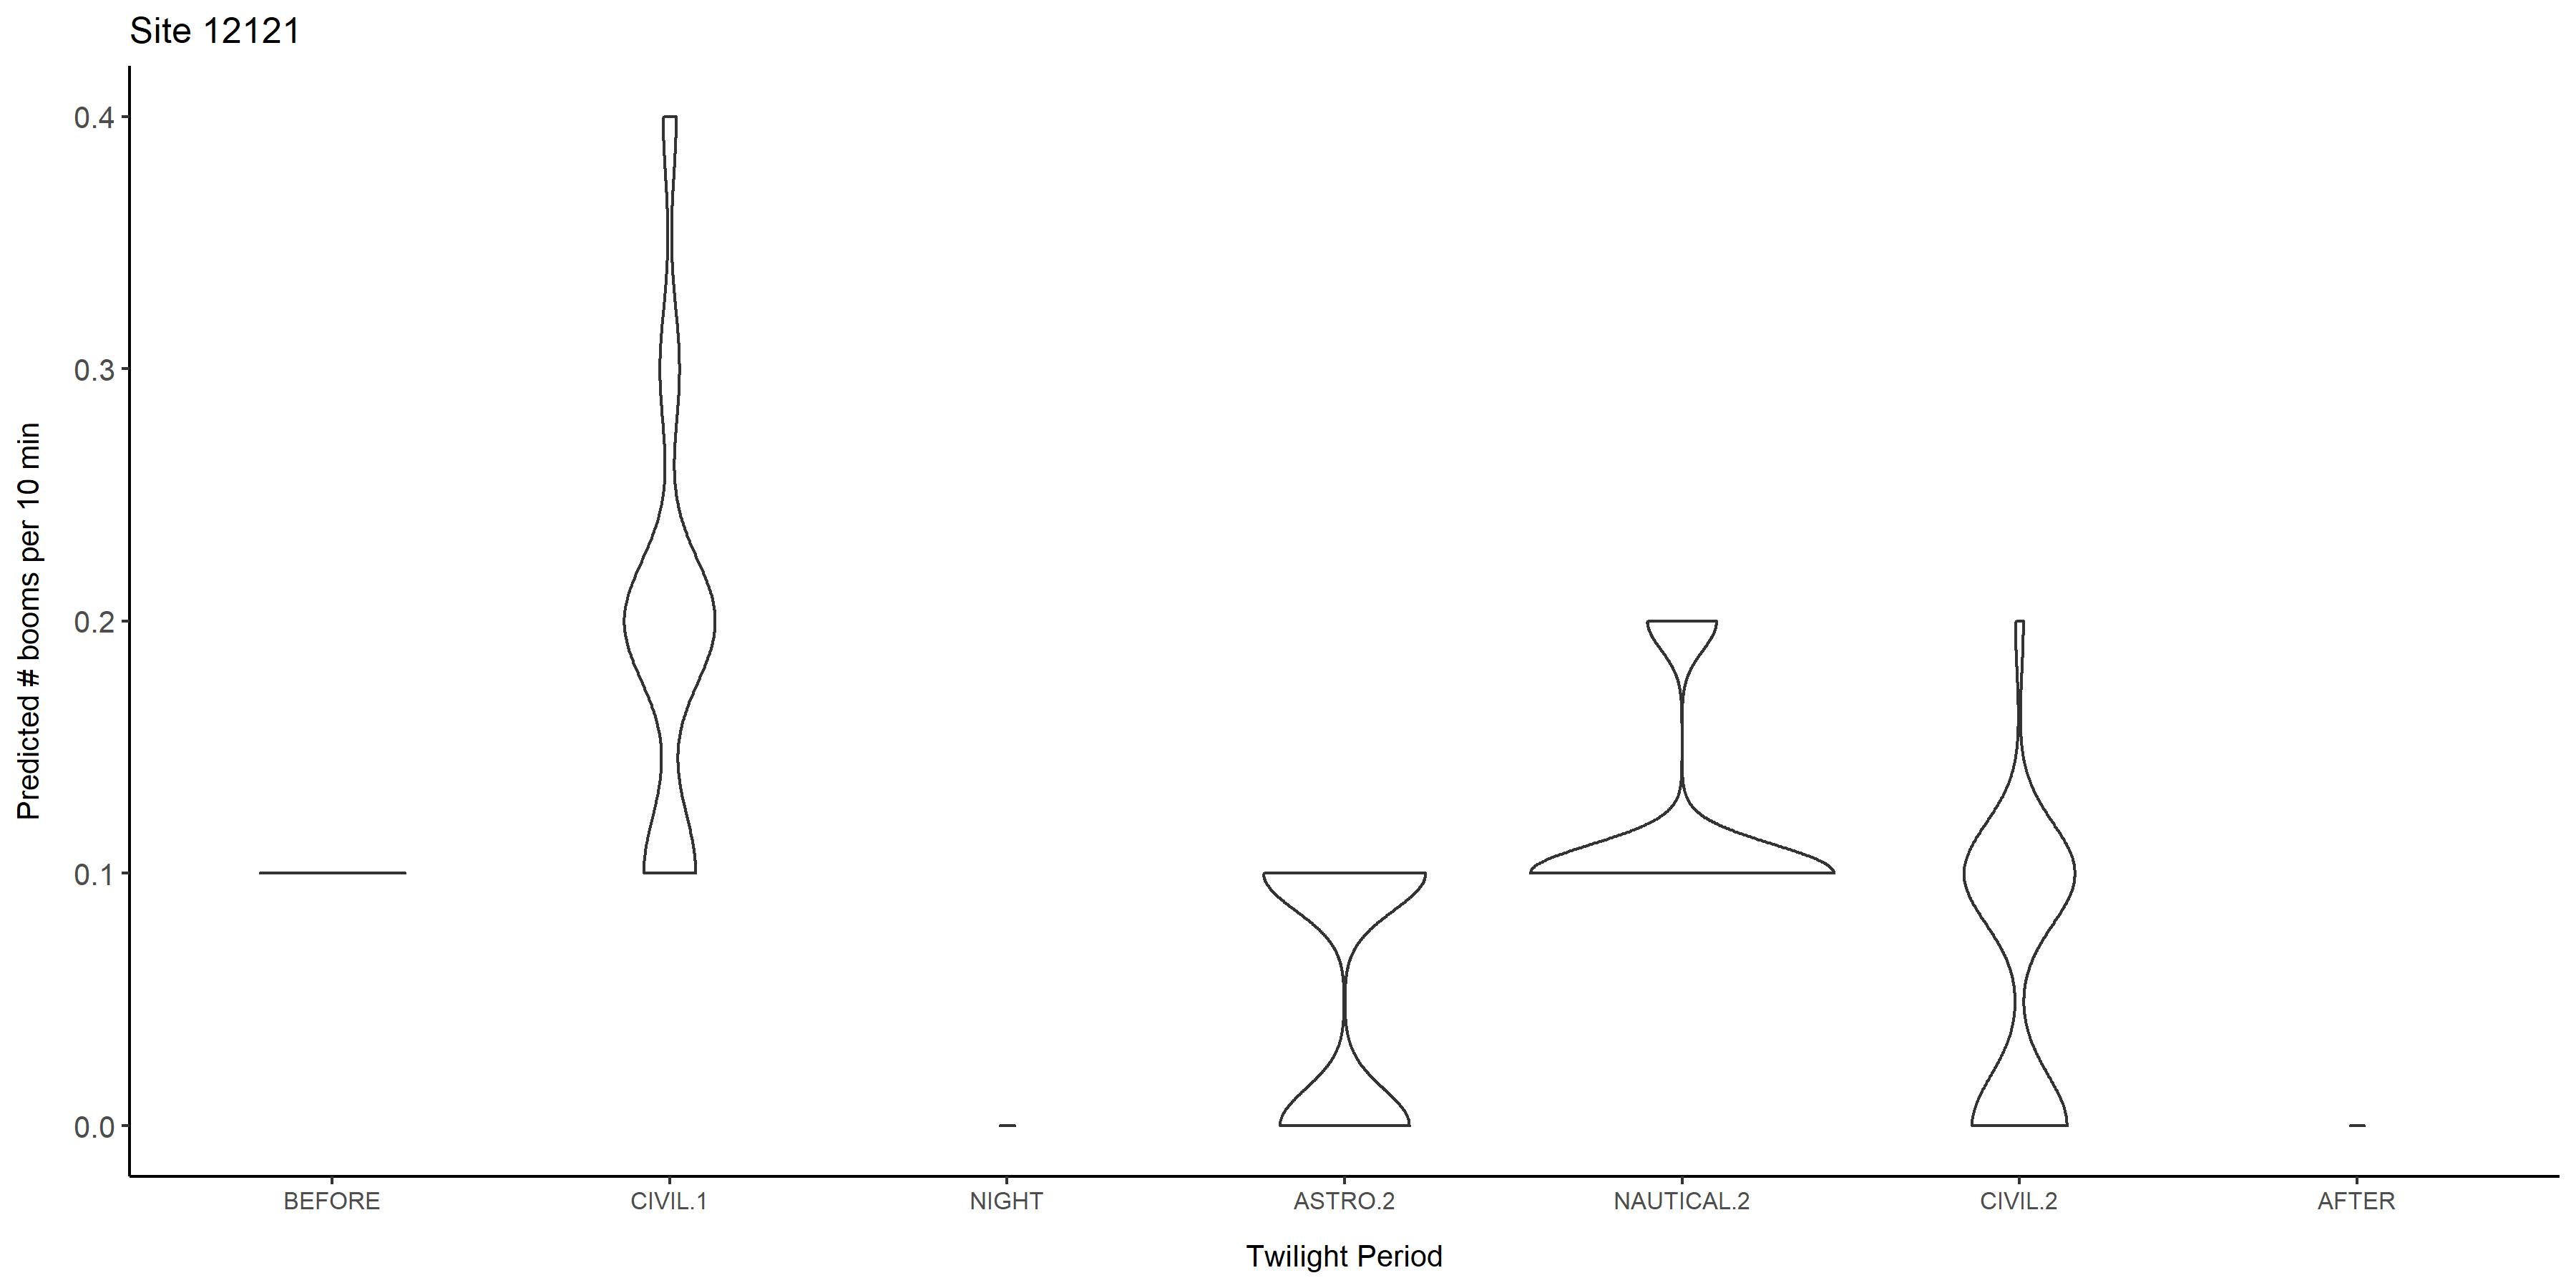 Site 12121
Predicted # booms per 10 min
0.4
0.3
0.2
0.1
0.0
BEFORE CIVIL.1 NIGHT ASTRO.2 NAUTICAL.2 CIVIL.2 AFTER
Twilight Period